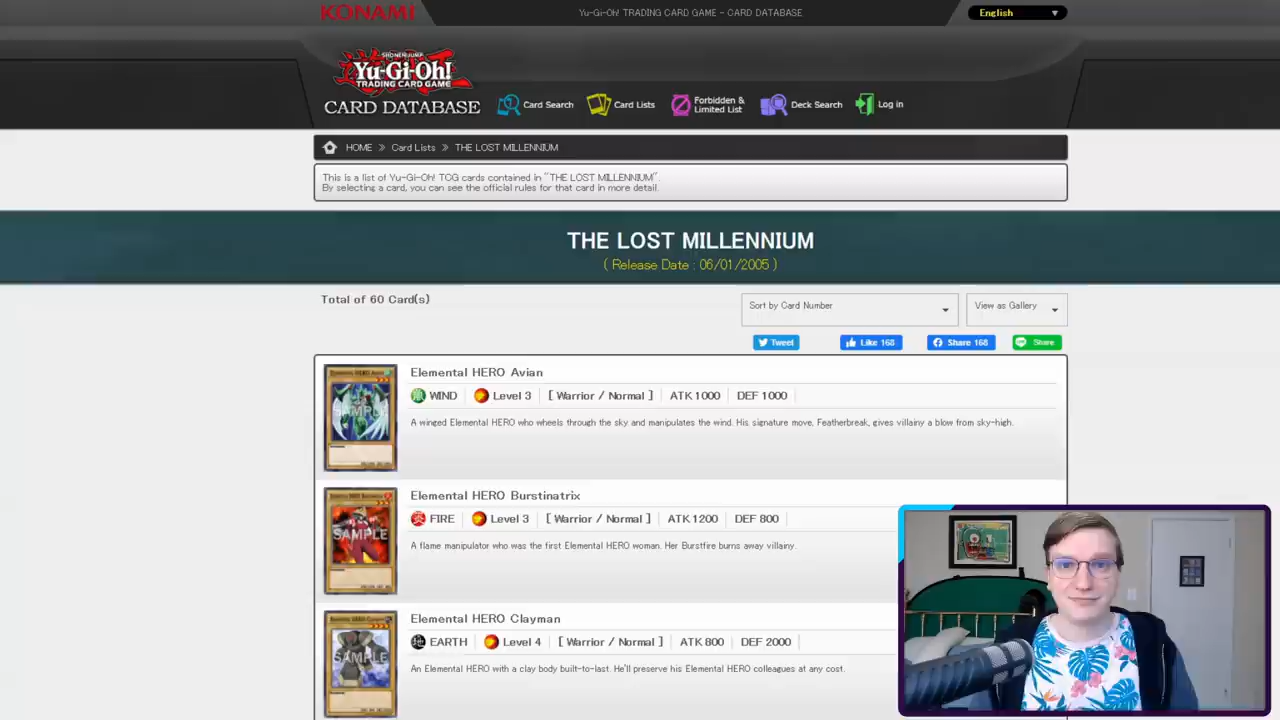 KONAMI
Yu-Gi-Oh! TRADING CARD GAME - CARD DATABASE
English
SHONEN JUMP
Yu-Gi-Oh!
TRADING CARD GAME
CARD DATABASE
Card Search
Card Lists
Forbidden &
Limited List
Deck Search
Log in
HOME » Card Lists » THE LOST MILLENNIUM
This is a list of Yu-Gi-Oh! TCG cards contained in "THE LOST MILLENNIUM".
By selecting a card, you can see the official rules for that card in more detail.
THE LOST MILLENNIUM
( Release Date : 06/01/2005 )
Total of 60 Card(s)
Sort by Card Number
View as Gallery
Tweet
Like 168
Share 168
Share
Elemental HERO Avian
WIND Level 3 [ Warrior / Normal ] ATK 1000 DEF 1000
A winged Elemental HERO who wheels through the sky and manipulates the wind. His signature move, Featherbreak, gives villainy a blow from sky-high.
SAMPLE
Elemental HERO Burstinatrix
FIRE Level 3 [ Warrior / Normal ] ATK 1200 DEF 800
A flame manipulator who was the first Elemental HERO woman. Her Burstfire burns away villainy.
SAMPLE
Elemental HERO Clayman
EARTH Level 4 [ Warrior / Normal ] ATK 800 DEF 2000
An Elemental HERO with a clay body built-to-last. He'll preserve his Elemental HERO colleagues at any cost.
SAMPLE